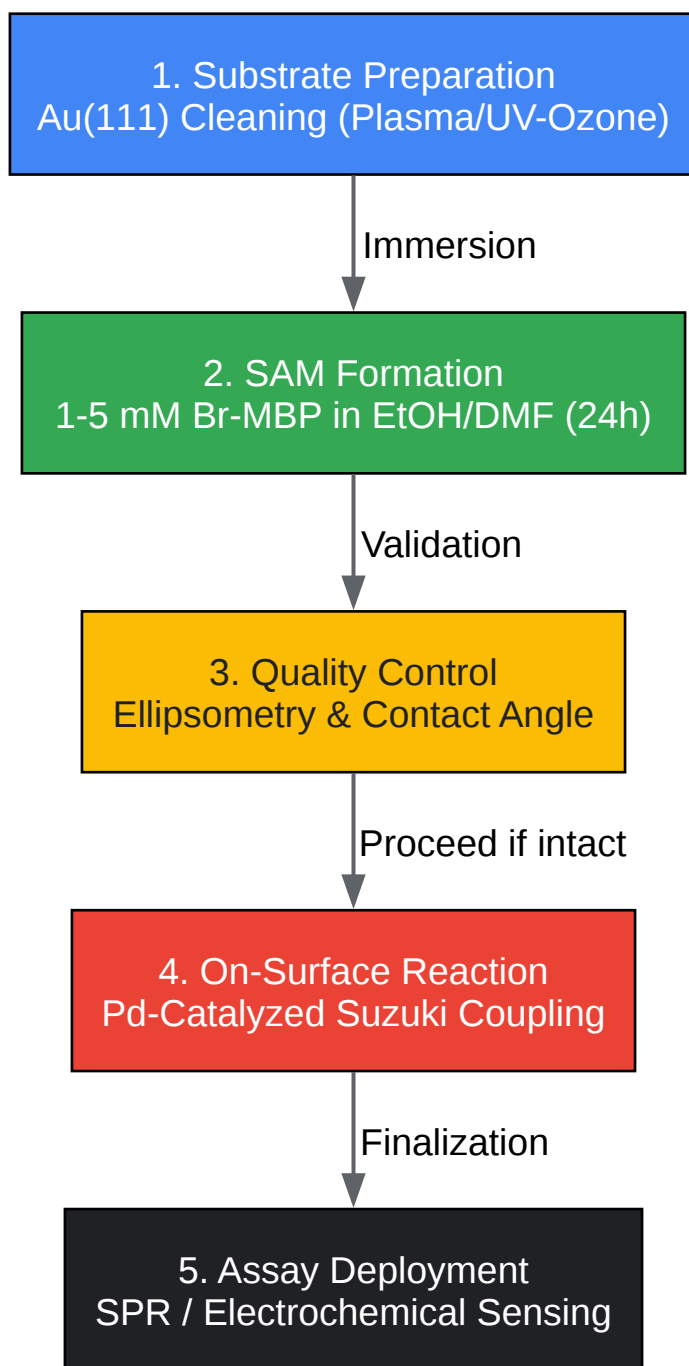 1. Substrate Preparation
Au(111) Cleaning (Plasma/UV-Ozone)
Immersion
2. SAM Formation
1-5 mM Br-MBP in EtOH/DMF (24h)
Validation
3. Quality Control
Ellipsometry & Contact Angle
Proceed if intact
4. On-Surface Reaction
Pd-Catalyzed Suzuki Coupling
Finalization
5. Assay Deployment
SPR / Electrochemical Sensing